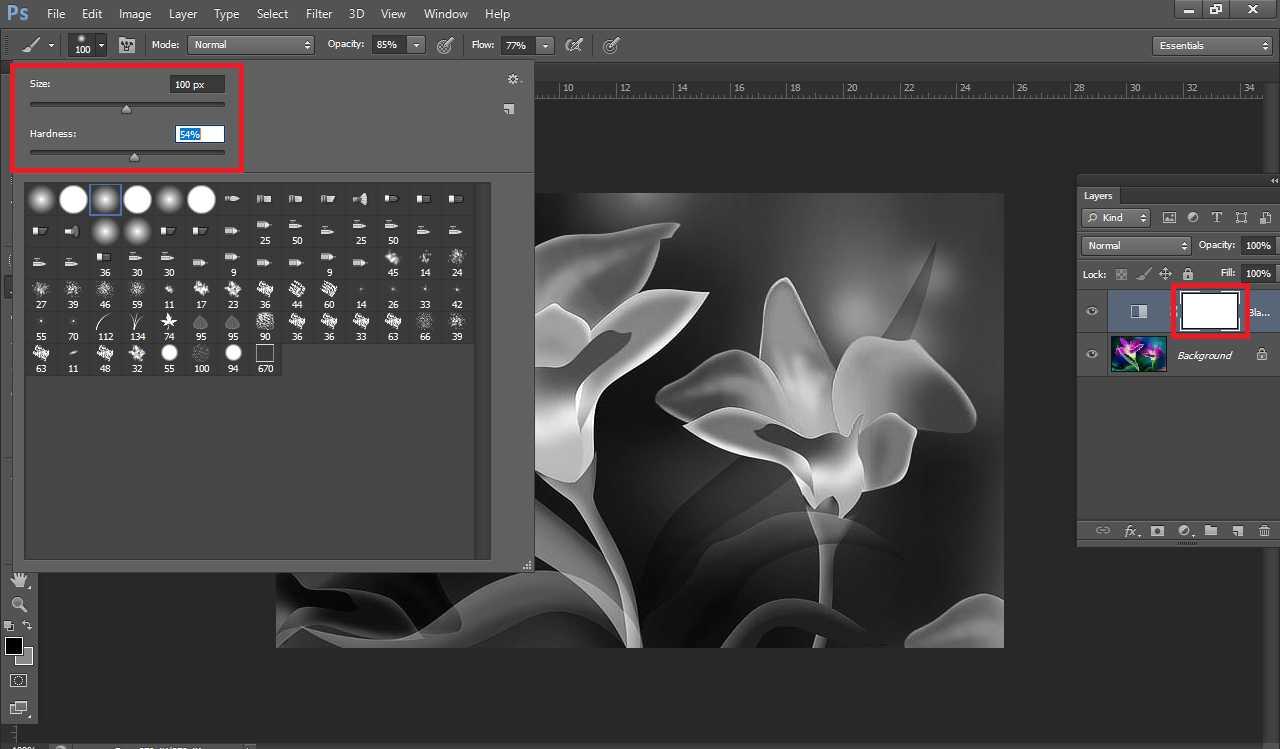 Ps File Edit Image Layer Type Select Filter 3D View Window Help
100 Mode: Normal Opacity: 85% Flow: 77% Essentials
Size: 100 px
Hardness: 54%
10 12 14 16 18 20 22 24 26 28 30 32 34
25 50 25 50
36 30 30 9 9 45 14 24
27 39 46 59 11 17 23 36 44 60 14 26 33 42
55 70 112 134 74 95 95 90 36 36 33 63 66 39
63 11 48 32 55 100 94 670
Layers
Kind
Normal Opacity: 100%
Lock: Fill: 100%
Bla...
Background
fx